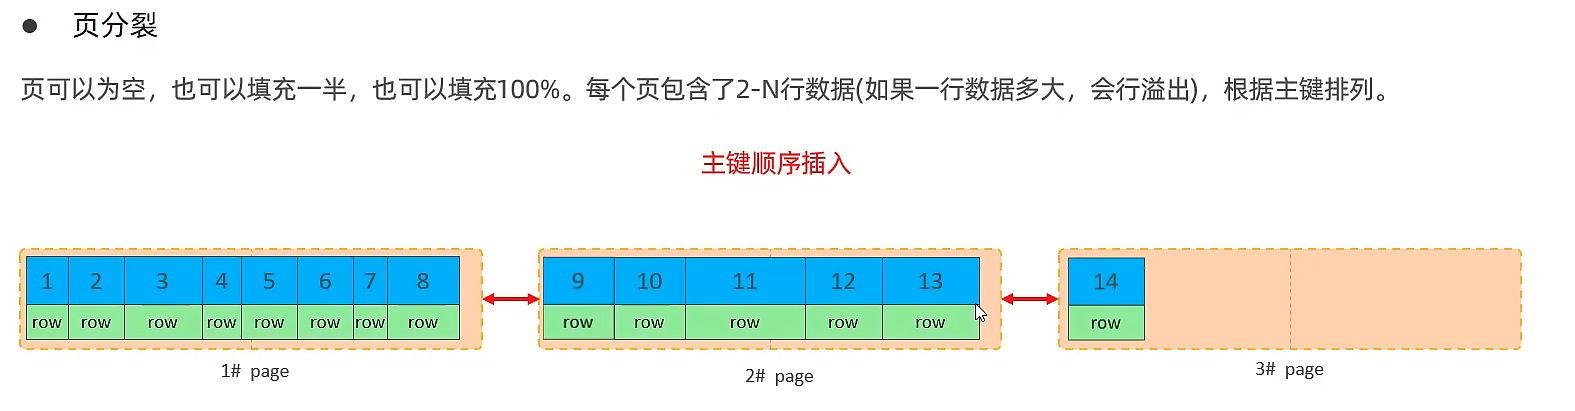 ● 页分裂
页可以为空，也可以填充一半，也可以填充100%。每个页包含了2-N行数据(如果一行数据多大，会行溢出)，根据主键排列。
主键顺序插入
1 2 3 4 5 6 7 8 9 10 11 12 13 14
row row row row row row row row row row row row row row
1# page 2# page 3# page